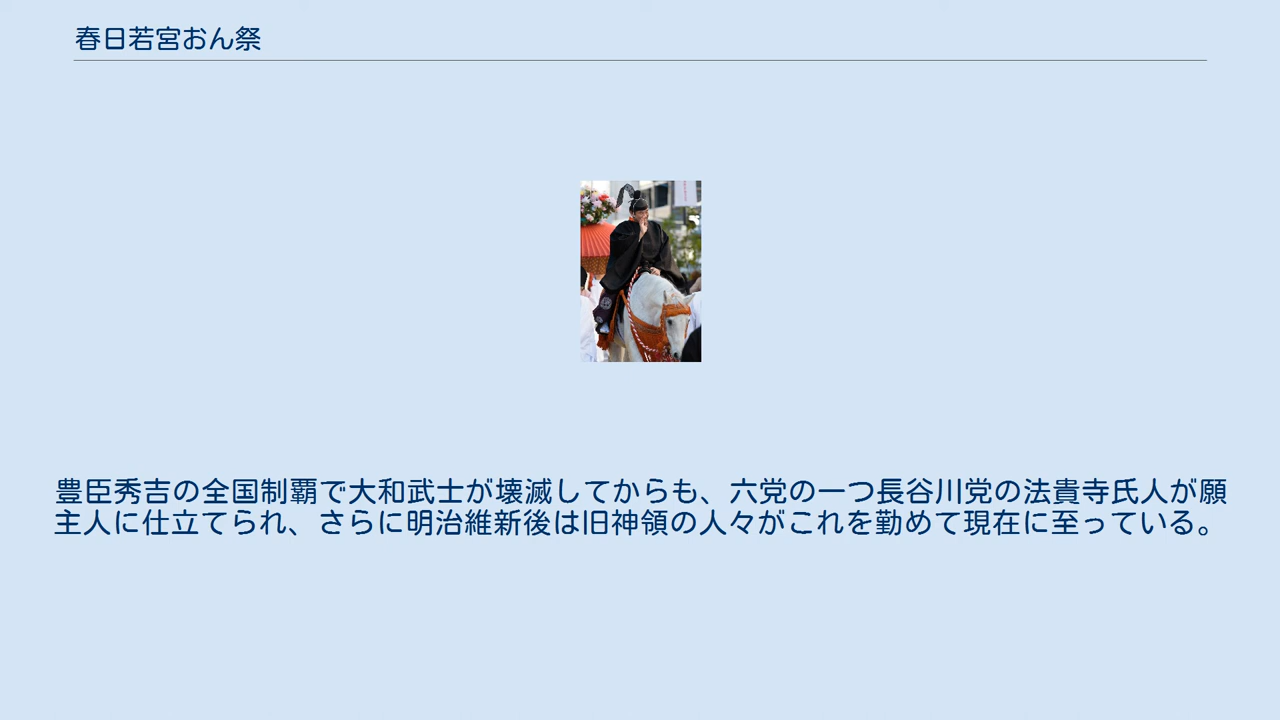 春日若宮おん祭
豊臣秀吉の全国制覇で大和武士が壊滅してからも、六党の一つ長谷川党の法貴寺氏人が願
主人に仕立てられ、さらに明治維新後は旧神領の人々がこれを勤めて現在に至っている。